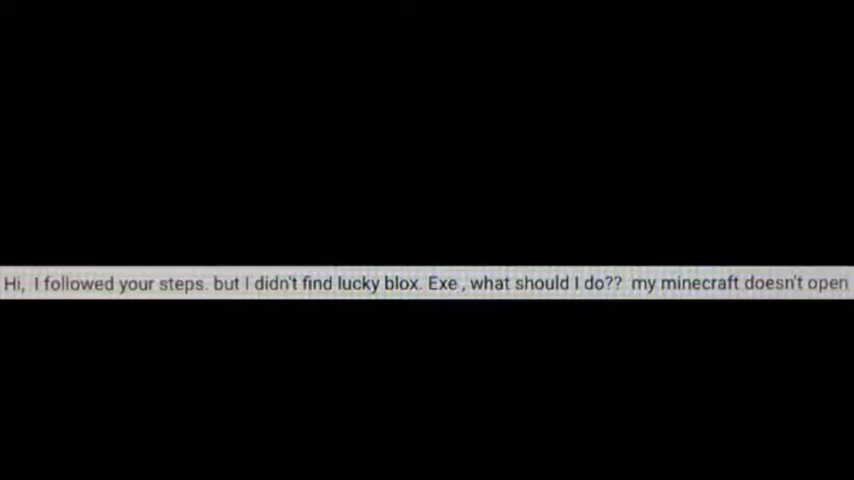 Hi, I followed your steps. but I didn't find lucky blox. Exe , what should I do?? my minecraft doesn't open